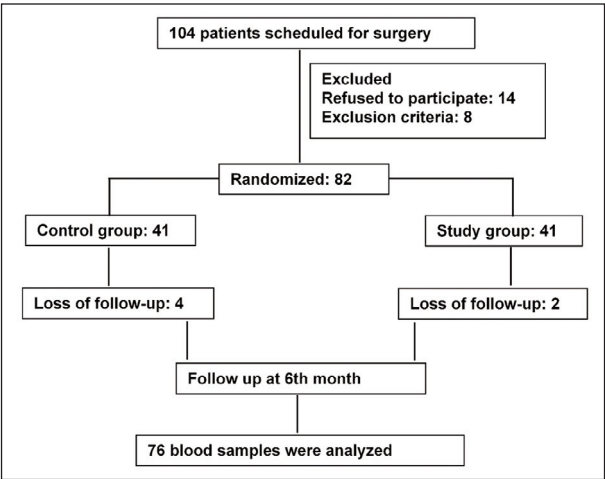 104 patients scheduled for surgery
Excluded
Refused to participate: 14
Exclusion criteria: 8
Randomized: 82
Control group: 41
Study group: 41
Loss of follow-up: 4
Loss of follow-up: 2
Follow up at 6th month
76 blood samples were analyzed